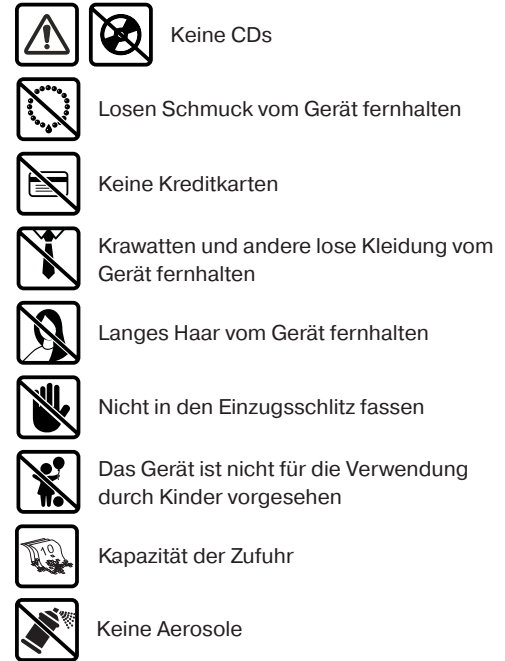 Keine CDs
Losen Schmuck vom Gerät fernhalten
Keine Kreditkarten
Krawatten und andere lose Kleidung vom
Gerät fernhalten
Langes Haar vom Gerät fernhalten
Nicht in den Einzugsschlitz fassen
Das Gerät ist nicht für die Verwendung
durch Kinder vorgesehen
10
Kapazität der Zufuhr
Keine Aerosole